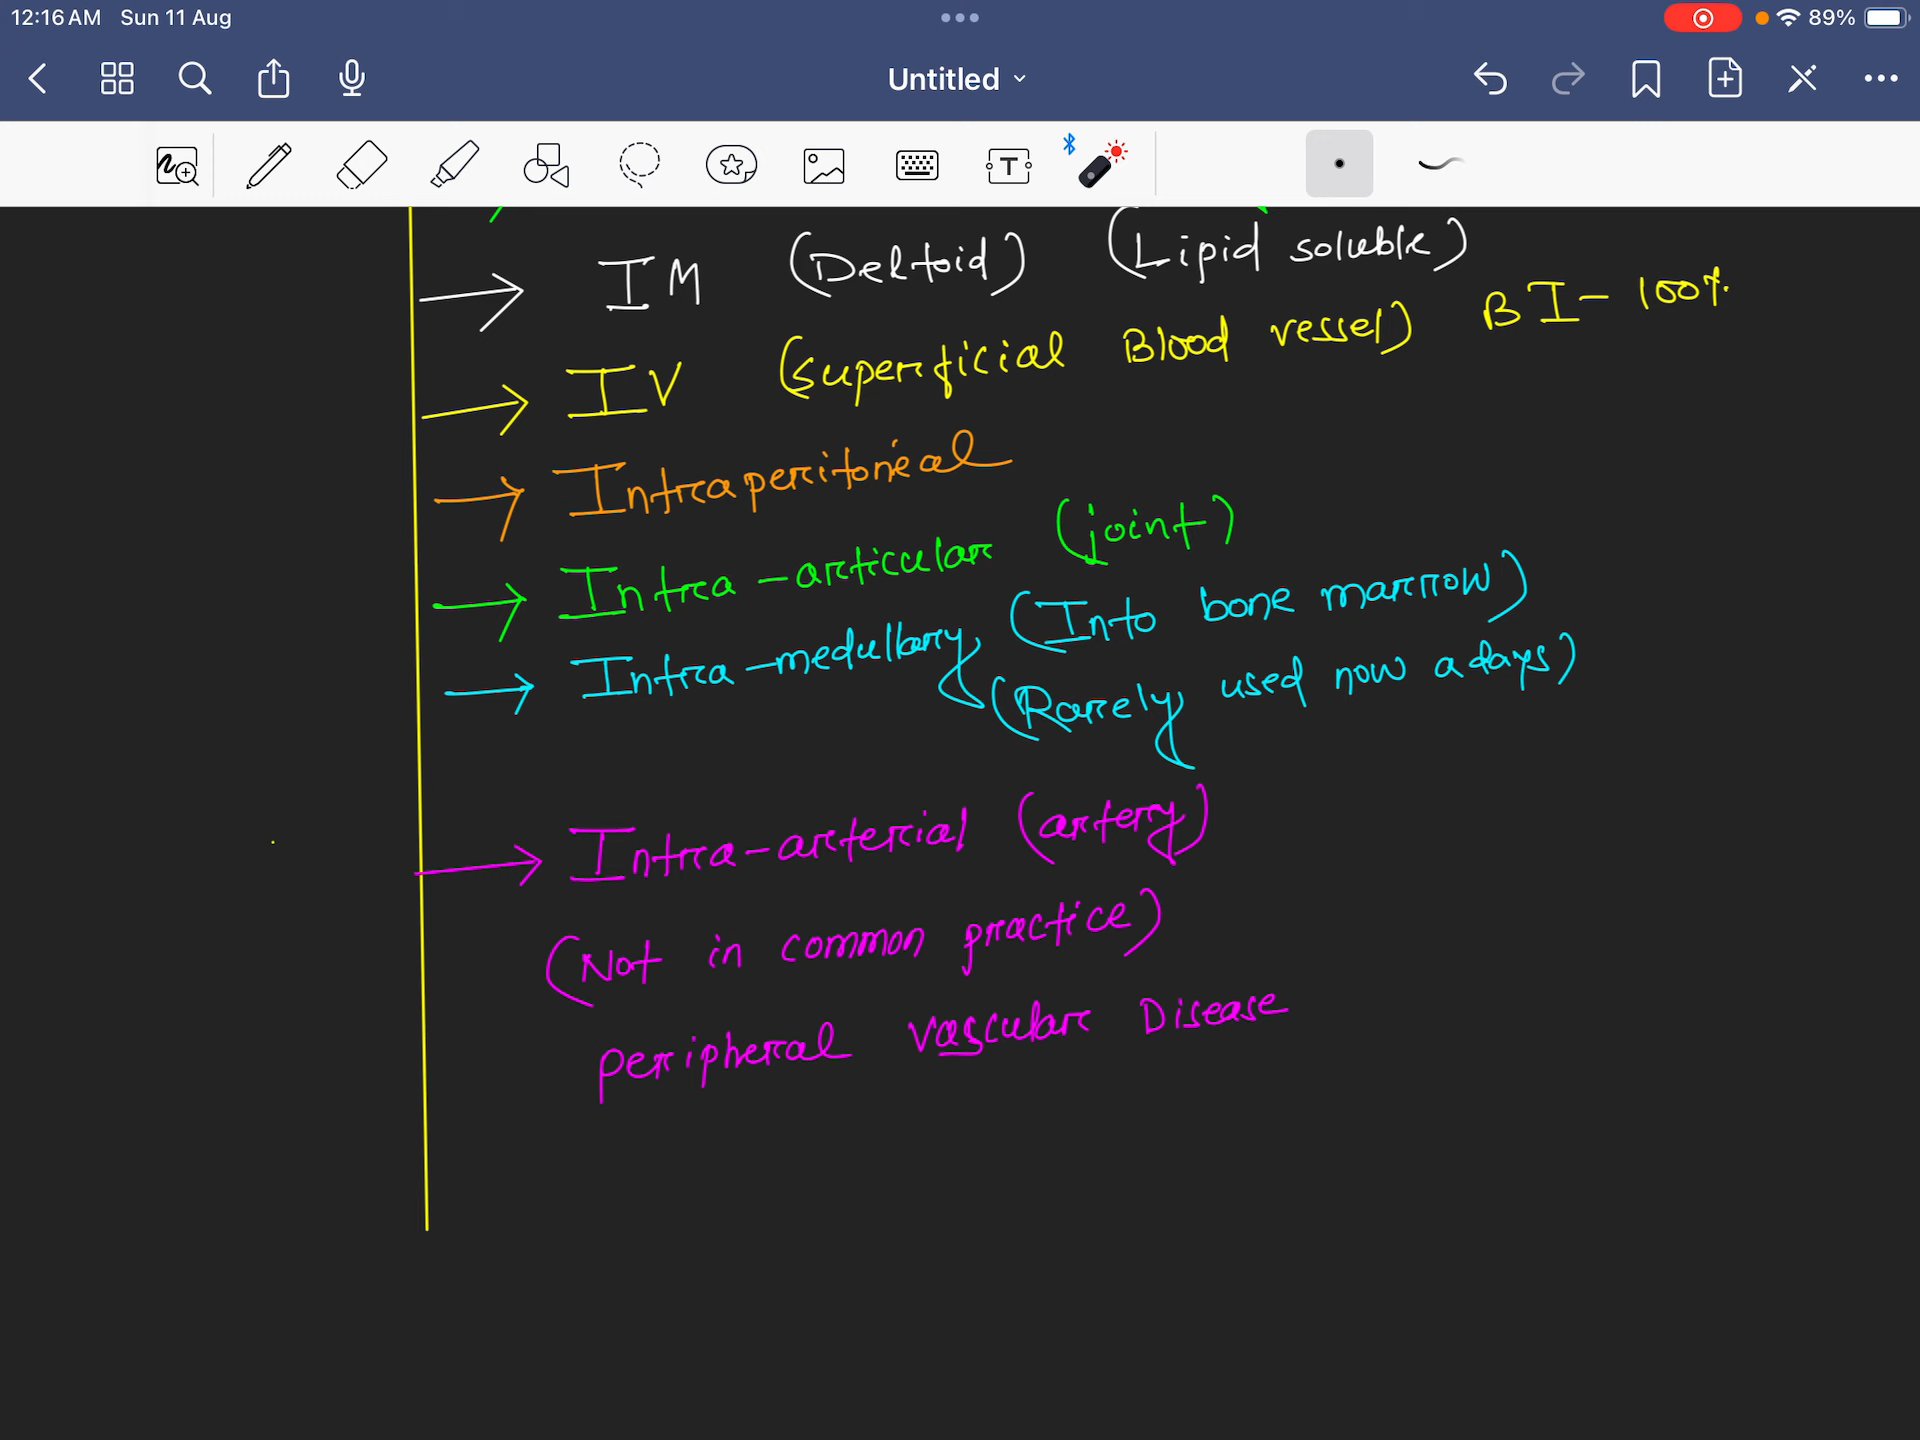 12:16 AM Sun 11 Aug 89%
Untitled
T
IM (Deltoid) (Lipid soluble)
IV (Superficial Blood vessel) BI - 100%
Intraperitoneal
Intra-articular (joint)
Intra-medullary (Into bone marrow)
(Rarely used now a days)
Intra-arterial (artery)
(Not in common practice)
peripheral vascular Disease